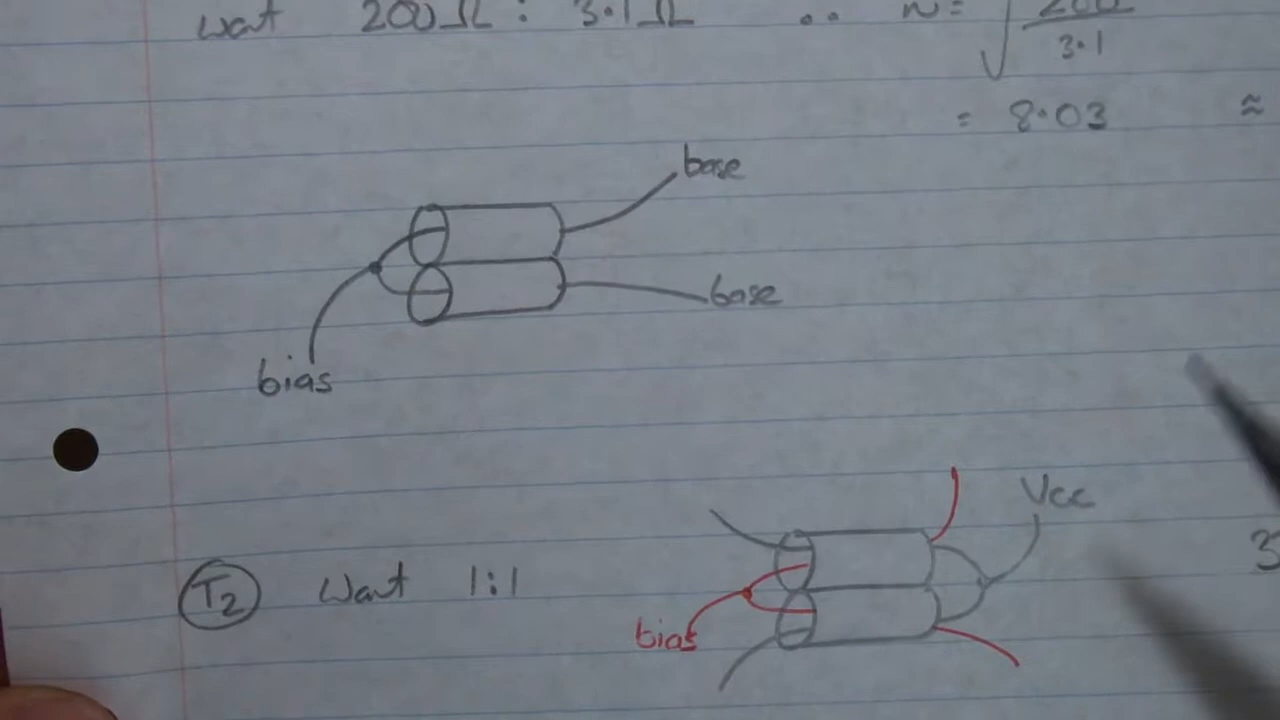 want 200Ω : 3.1Ω ∴ n = √200/3.1
= 8.03 ≈
base
base
bias
T2 Want 1:1
Vcc
bias